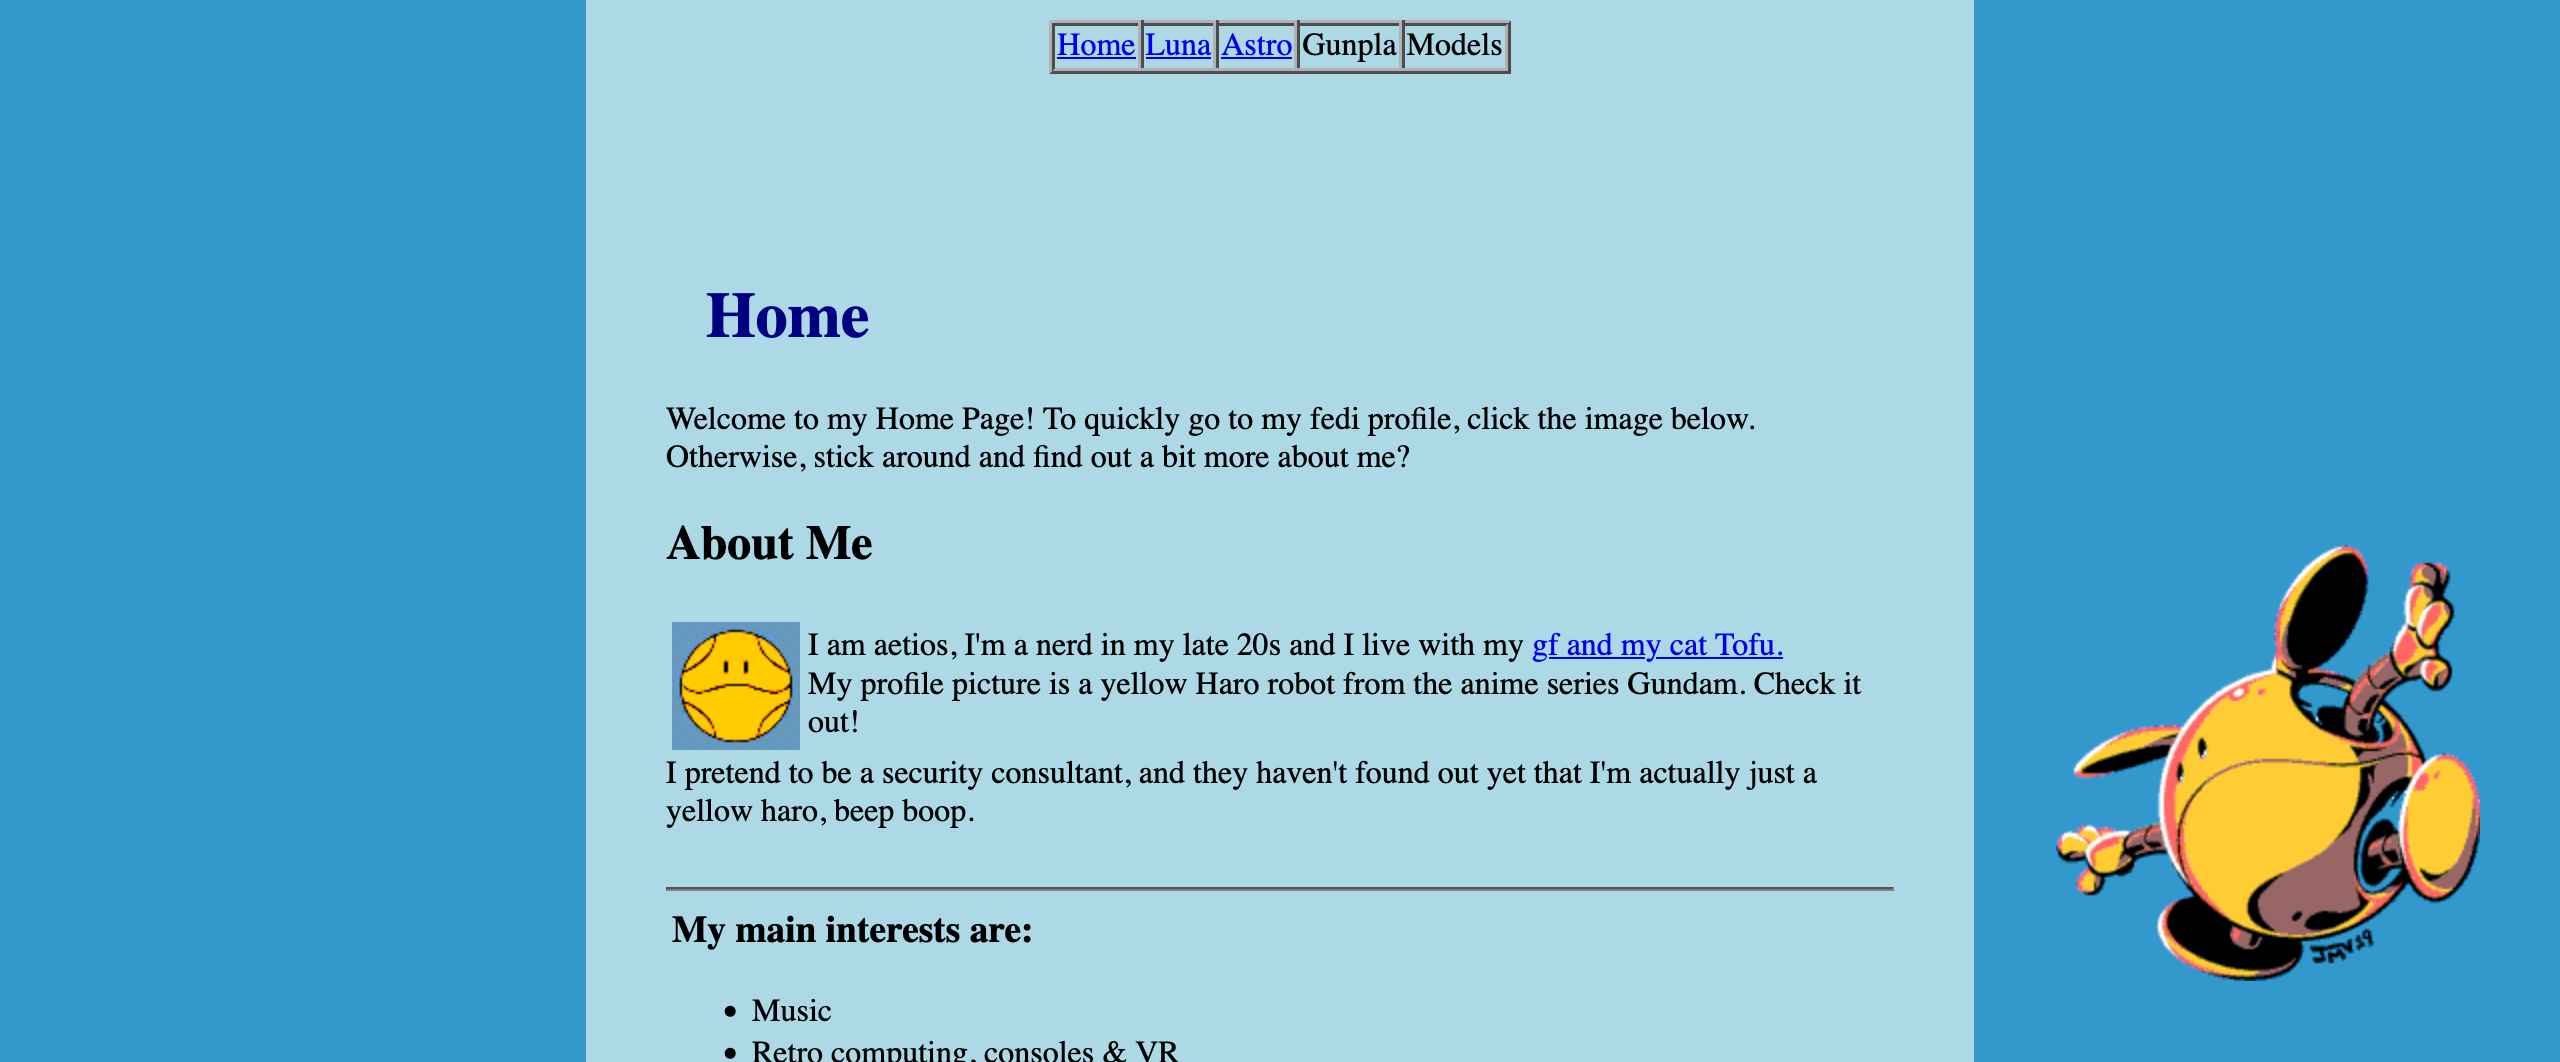 Home Luna Astro Gunpla Models
Home
Welcome to my Home Page! To quickly go to my fedi profile, click the image below.
Otherwise, stick around and find out a bit more about me?
About Me
I am aetios, I'm a nerd in my late 20s and I live with my gf and my cat Tofu.
My profile picture is a yellow Haro robot from the anime series Gundam. Check it
out!
I pretend to be a security consultant, and they haven't found out yet that I'm actually just a
yellow haro, beep boop.
My main interests are:
• Music
• Retro computing, consoles & VR
JMV19